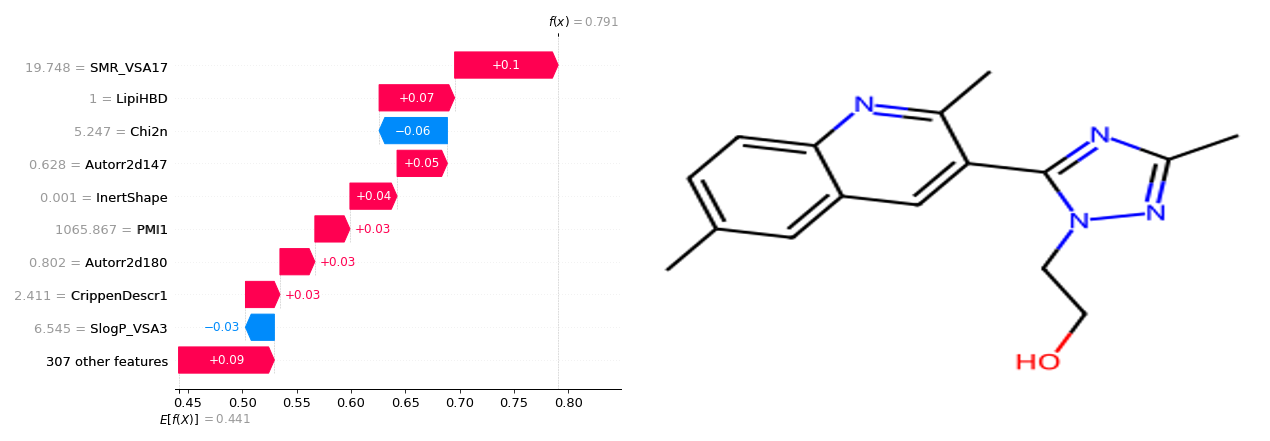 f(x) = 0.791
19.748 = SMR_VSA17
+0.1
1 = LipiHBD
+0.07
5.247 = Chi2n
−0.06
0.628 = Autorr2d147
+0.05
0.001 = InertShape
+0.04
1065.867 = PMI1
+0.03
0.802 = Autorr2d180
+0.03
2.411 = CrippenDescr1
+0.03
6.545 = SlogP_VSA3
−0.03
307 other features
+0.09
0.45 0.50 0.55 0.60 0.65 0.70 0.75 0.80
E[f(X)] = 0.441
N
N
N
N
HO